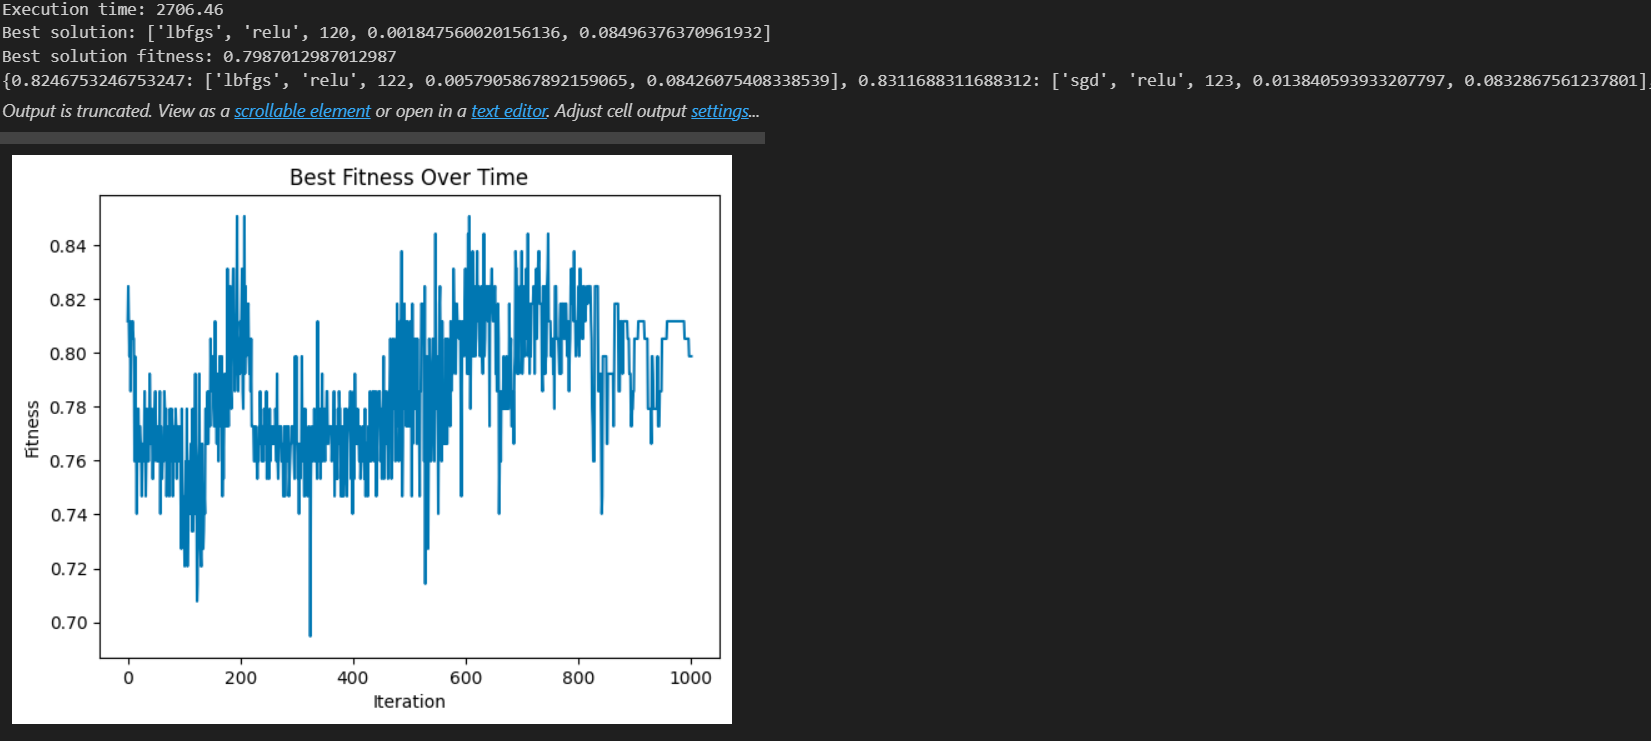 Execution time: 2706.46
Best solution: ['lbfgs', 'relu', 120, 0.001847560020156136, 0.08496376370961932]
Best solution fitness: 0.7987012987012987
{0.8246753246753247: ['lbfgs', 'relu', 122, 0.0057905867892159065, 0.08426075408338539], 0.8311688311688312: ['sgd', 'relu', 123, 0.013840593933207797, 0.0832867561237801],
Output is truncated. View as a scrollable element or open in a text editor. Adjust cell output settings...
Best Fitness Over Time
0.84
0.82
0.80
0.78
0.76
0.74
0.72
0.70
Fitness
0 200 400 600 800 1000
Iteration